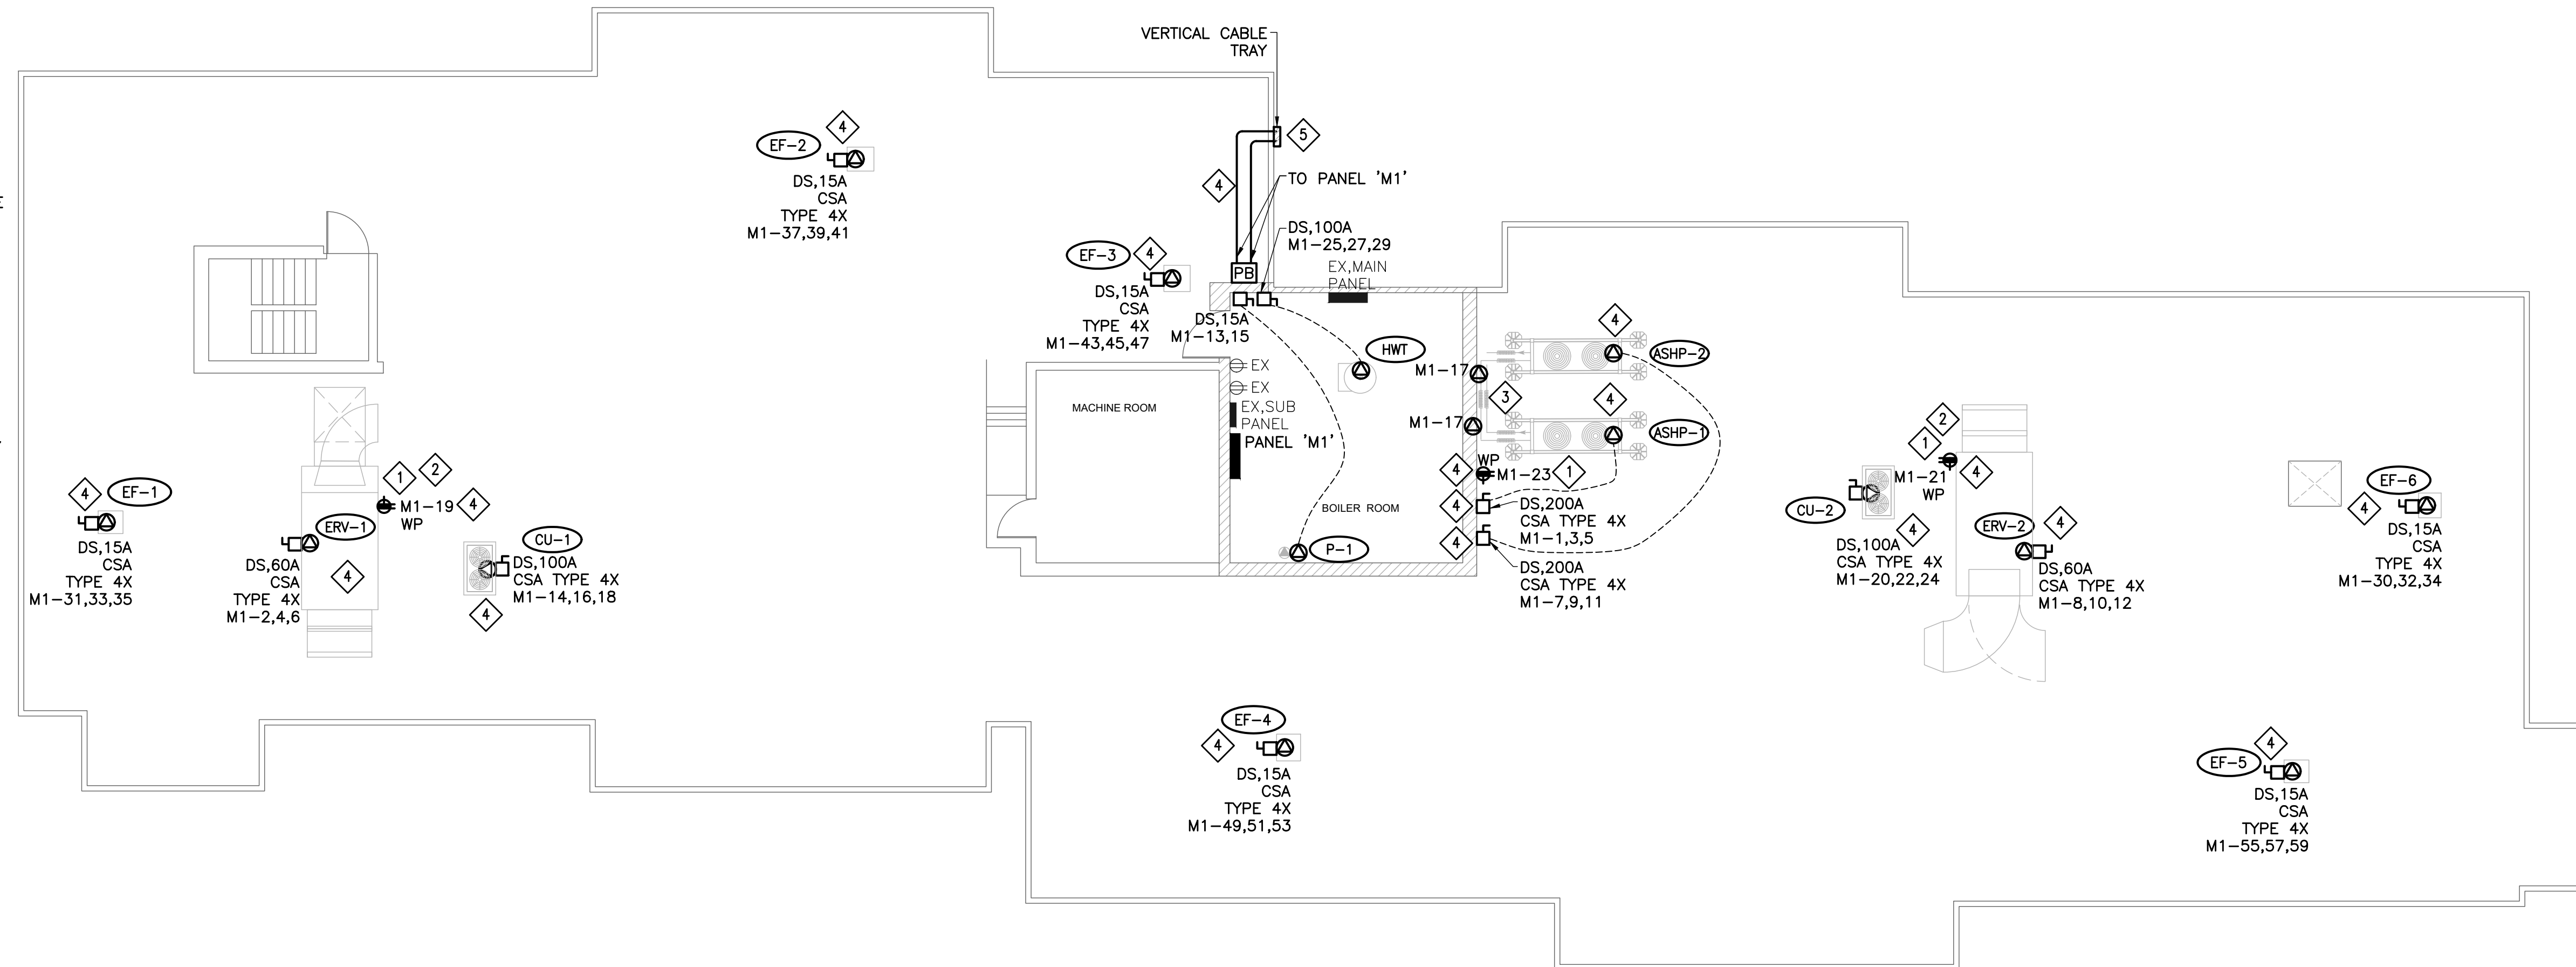 VERTICAL CABLE
TRAY
5
4
TO PANEL 'M1'
PB
DS,100A
M1-25,27,29
EX,MAIN
PANEL
EF-2
4
DS,15A
CSA
TYPE 4X
M1-37,39,41
EF-3
4
DS,15A
CSA
TYPE 4X
M1-43,45,47
DS,15A
M1-13,15
EX
EX
EX,SUB
PANEL
PANEL 'M1'
MACHINE ROOM
BOILER ROOM
HWT
P-1
M1-17
M1-17
3
4
ASHP-2
4
ASHP-1
WP
4
M1-23
1
4
DS,200A
CSA TYPE 4X
M1-1,3,5
4
DS,200A
CSA TYPE 4X
M1-7,9,11
4
EF-1
DS,15A
CSA
TYPE 4X
M1-31,33,35
1
2
M1-19
WP
4
ERV-1
DS,60A
CSA
TYPE 4X
M1-2,4,6
4
CU-1
DS,100A
CSA TYPE 4X
M1-14,16,18
4
EF-4
4
DS,15A
CSA
TYPE 4X
M1-49,51,53
2
1
M1-21
WP
4
CU-2
4
DS,100A
CSA TYPE 4X
M1-20,22,24
ERV-2
4
DS,60A
CSA TYPE 4X
M1-8,10,12
EF-6
4
DS,15A
CSA
TYPE 4X
M1-30,32,34
4
EF-5
DS,15A
CSA
TYPE 4X
M1-55,57,59